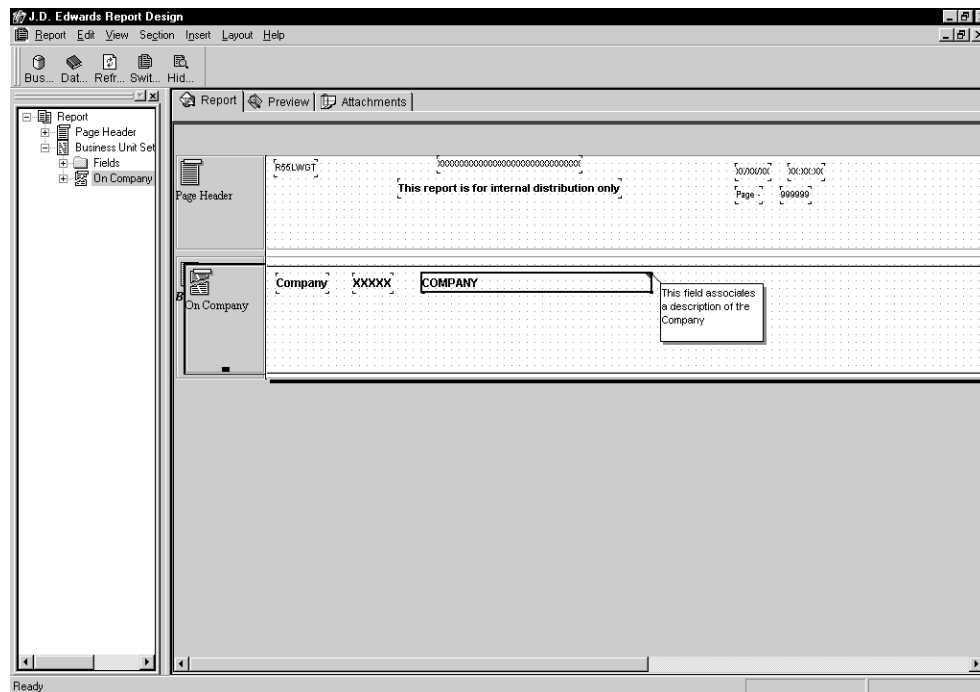 J.D. Edwards Report Design
Report Edit View Section Insert Layout Help
Bus... Dat... Refr... Swit... Hid...
Report Preview Attachments
Report
Page Header
Business Unit Set
Fields
On Company
Page Header
R55LWGT
XXXXXXXXXXXXXXXXXXXXXXXXXXXXXX
XX/XX/XX XX:XX:XX
This report is for internal distribution only
Page - 999999
On Company
Company XXXXX COMPANY
This field associates
a description of the
Company
Ready